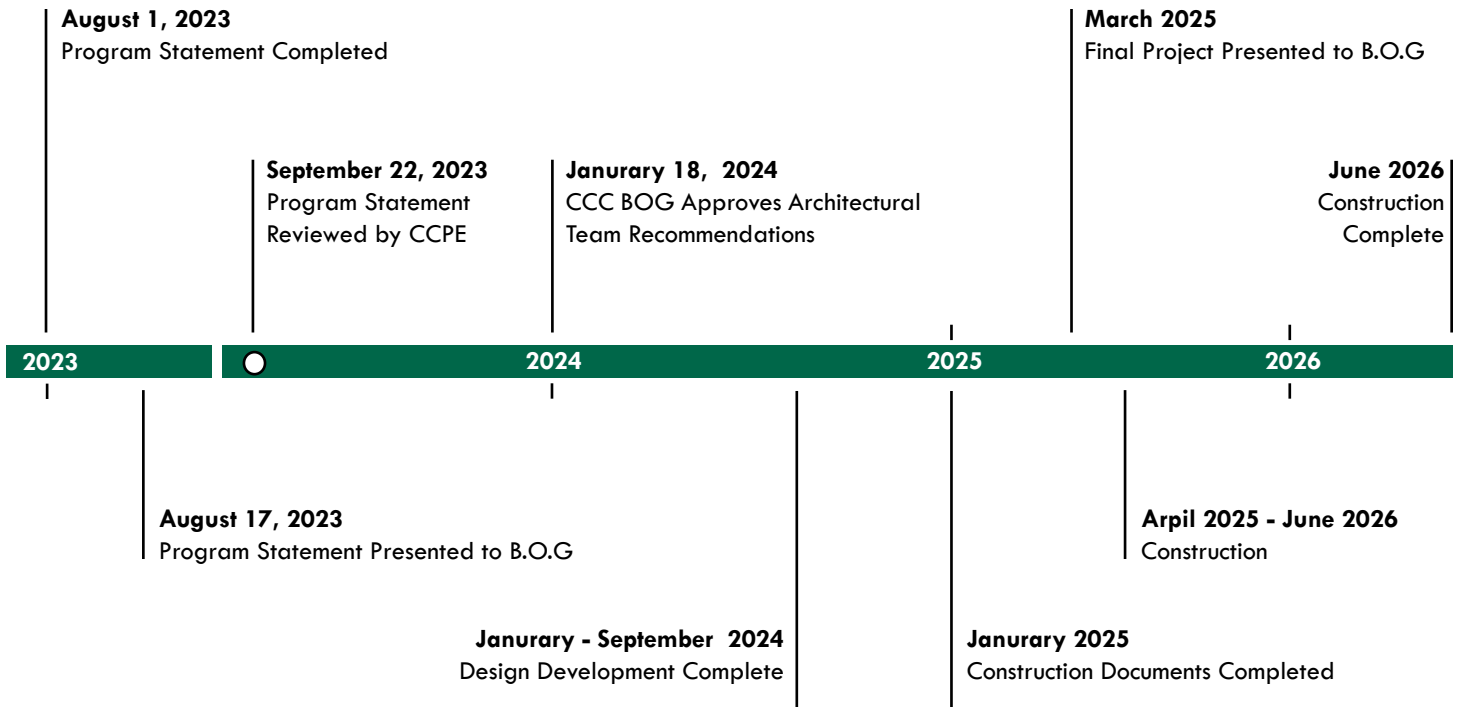 August 1, 2023
Program Statement Completed
March 2025
Final Project Presented to B.O.G
September 22, 2023
Program Statement
Reviewed by CCPE
Janurary 18, 2024
CCC BOG Approves Architectural
Team Recommendations
June 2026
Construction
Complete
2023
2024
2025
2026
August 17, 2023
Program Statement Presented to B.O.G
Arpil 2025 - June 2026
Construction
Janurary - September 2024
Design Development Complete
Janurary 2025
Construction Documents Completed